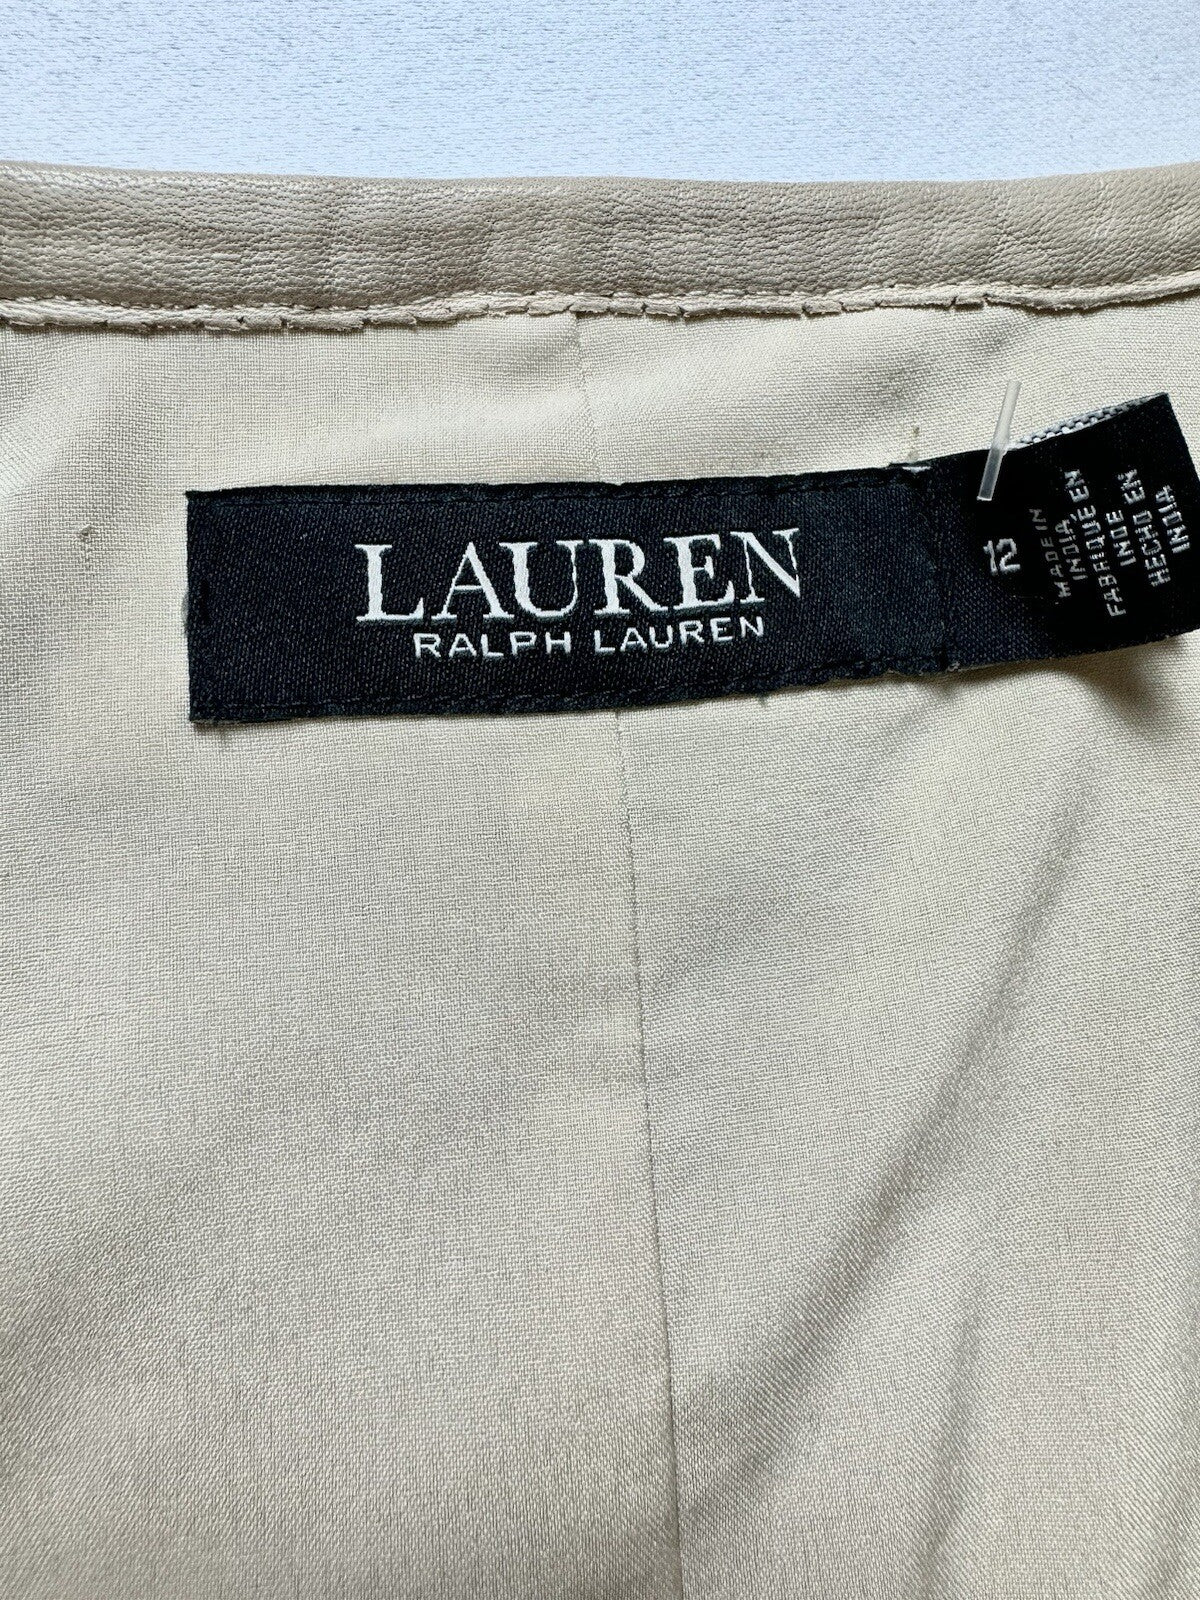 LAUREN
RALPH LAUREN
12
MADE IN
INDIA
FABRIQUE EN
INDE
HECHO EN
INDIA